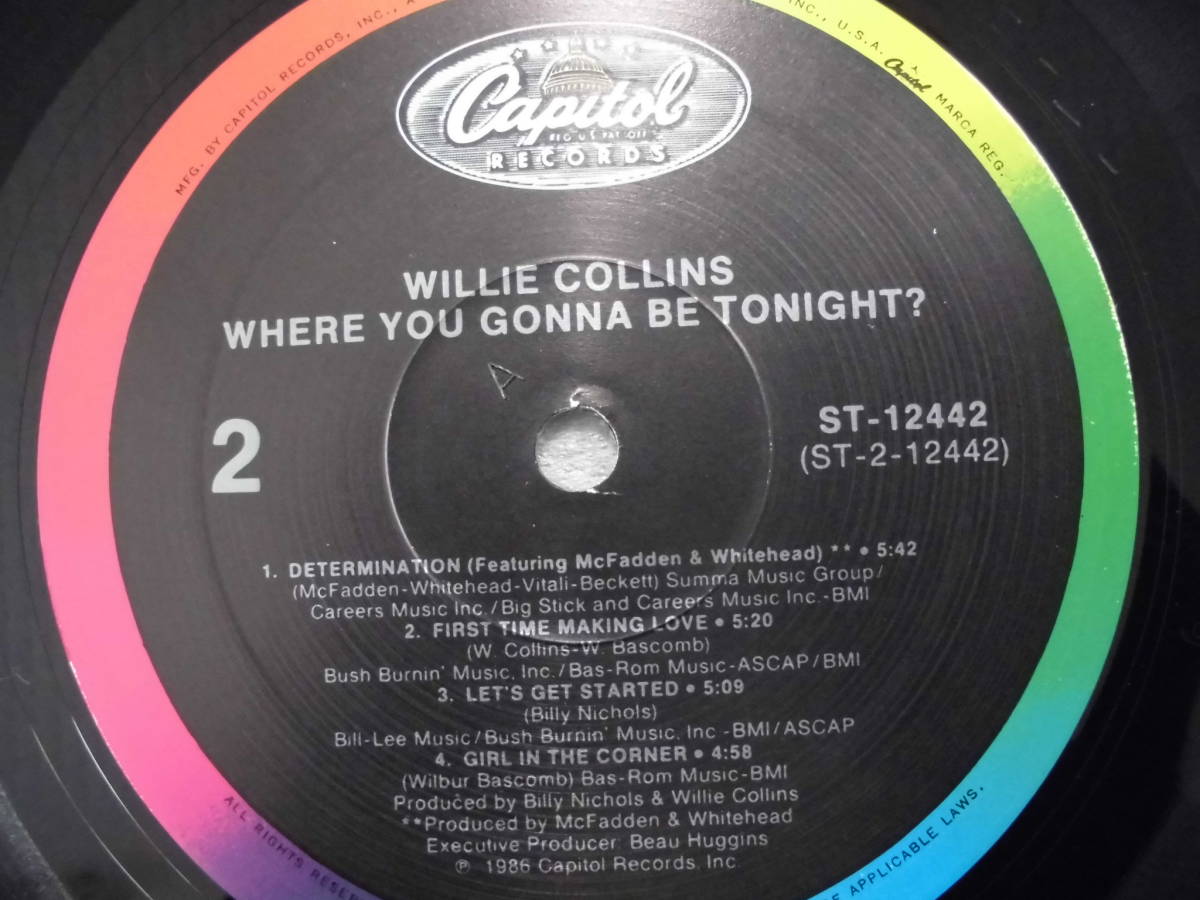 MFG. BY CAPITOL RECORDS, INC., A
INC., U.S.A. Capitol MARCA REG.
Capitol
REG. U.S. PAT. OFF.
RECORDS
WILLIE COLLINS
WHERE YOU GONNA BE TONIGHT?
A
2
ST-12442
(ST-2-12442)
1. DETERMINATION (Featuring McFadden & Whitehead) ** • 5:42
(McFadden-Whitehead-Vitali-Beckett) Summa Music Group/
Careers Music Inc./Big Stick and Careers Music Inc.-BMI
2. FIRST TIME MAKING LOVE • 5:20
(W. Collins-W. Bascomb)
Bush Burnin' Music, Inc./Bas-Rom Music-ASCAP/BMI
3. LET'S GET STARTED • 5:09
(Billy Nichols)
Bill-Lee Music/Bush Burnin' Music, Inc -BMI/ASCAP
4. GIRL IN THE CORNER • 4:58
(Wilbur Bascomb) Bas-Rom Music-BMI
Produced by Billy Nichols & Willie Collins
**Produced by McFadden & Whitehead
Executive Producer: Beau Huggins
℗ 1986 Capitol Records, Inc
ALL RIGHTS RESE
APPLICABLE LAWS.